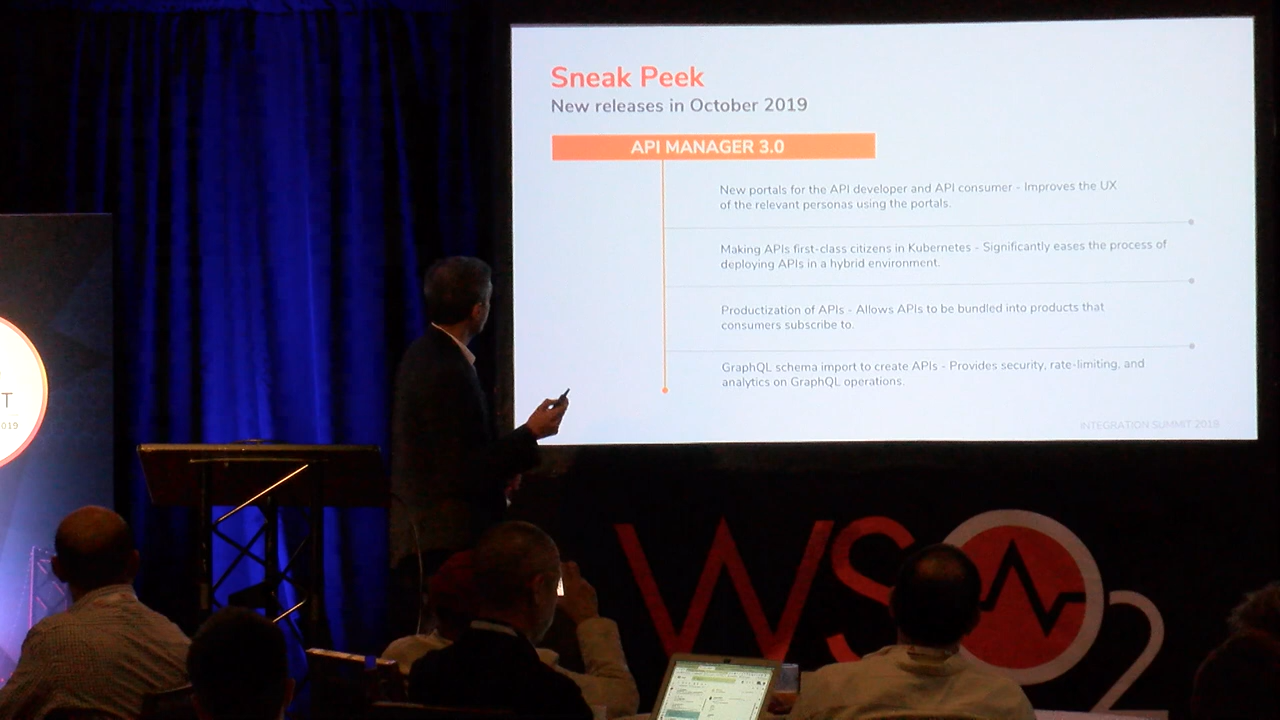 Sneak Peek
New releases in October 2019
API MANAGER 3.0
New portals for the API developer and API consumer - Improves the UX
of the relevant personas using the portals.
Making APIs first-class citizens in Kubernetes - Significantly eases the process of
deploying APIs in a hybrid environment.
Productization of APIs - Allows APIs to be bundled into products that
consumers subscribe to.
GraphQL schema import to create APIs - Provides security, rate-limiting, and
analytics on GraphQL operations.
INTEGRATION SUMMIT 2019
T
019
WSO2